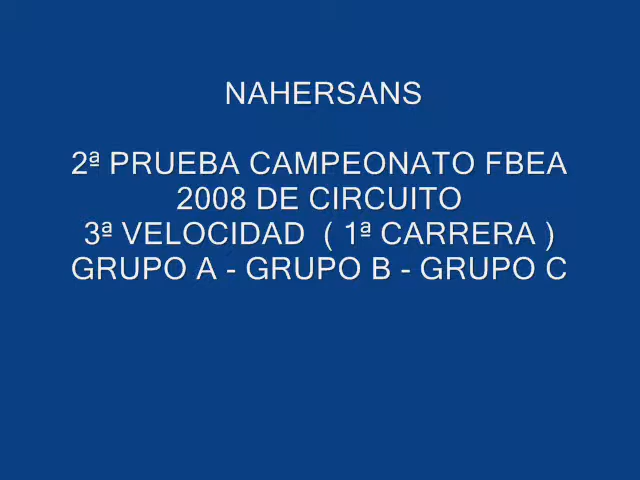 NAHERSANS
2ª PRUEBA CAMPEONATO FBEA
2008 DE CIRCUITO
3ª VELOCIDAD ( 1ª CARRERA )
GRUPO A - GRUPO B - GRUPO C